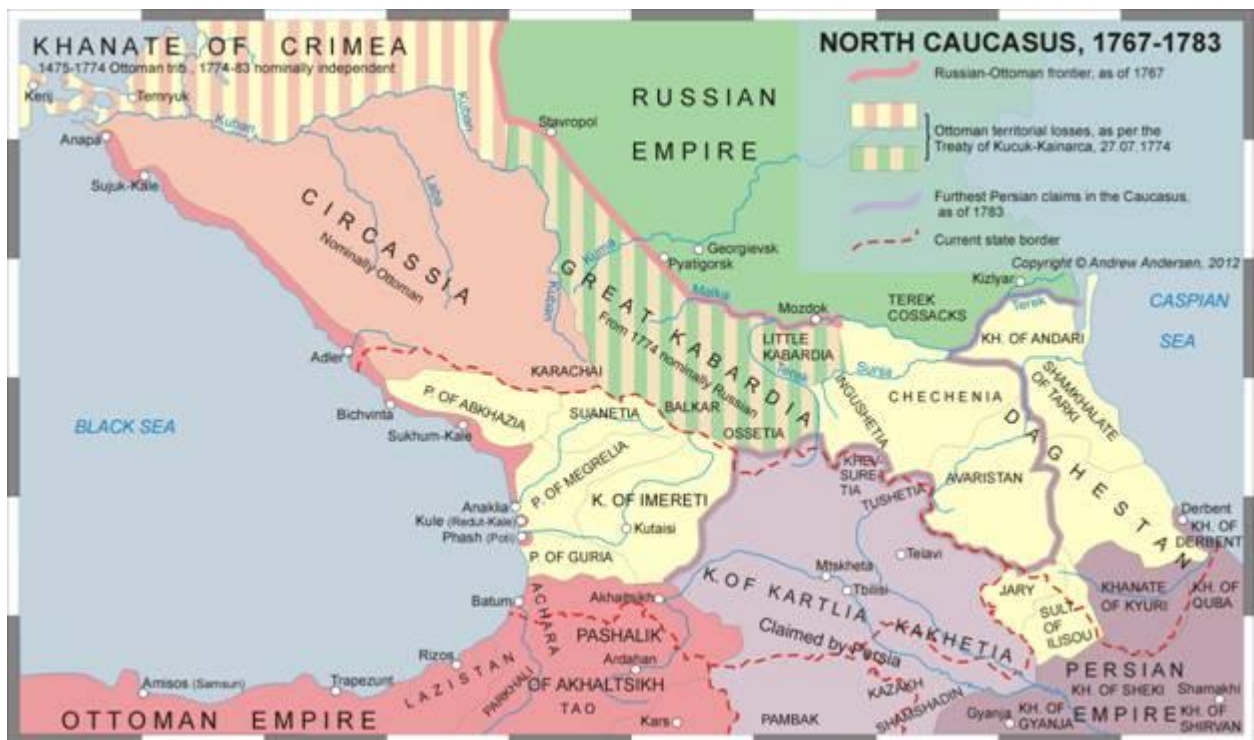 KHANATE OF CRIMEA
1475-1774 Ottoman trib., 1774-83 nominally independent
NORTH CAUCASUS, 1767-1783
Russian-Ottoman frontier, as of 1767
Ottoman territorial losses, as per the
Treaty of Kucuk-Kainarca, 27.07.1774
Furthest Persian claims in the Caucasus,
as of 1783
Current state border
Copyright © Andrew Andersen, 2012
RUSSIAN
EMPIRE
Kerij
Temryuk
Kuban
Kuban
Stavropol
Anapa
Sujuk-Kale
Laba
CIRCASSIA
Nominally Ottoman
Kuban
Kuma
Georgievsk
Pyatigorsk
Malka
GREAT KABARDIA
From 1774 nominally Russian
Mozdok
TEREK
COSSACKS
Kizlyar
Terek
CASPIAN
SEA
KH. OF ANDARI
LITTLE
KABARDIA
Terek
Sunja
SHAMKHALATE
OF TARKI
Adler
KARACHAI
INGUSHETIA
CHECHENIA
P. OF ABKHAZIA
SUANETIA
BALKAR
OSSETIA
Bichvinta
Sukhum-Kale
BLACK SEA
DAGHESTAN
P. OF MEGRELIA
K. OF IMERETI
KHEV-
SURE-
TIA
TUSHETIA
AVARISTAN
Anaklia
Kule (Redut-Kale)
Phash (Poti)
Kutaisi
Derbent
KH. OF
DERBENT
P. OF GURIA
Telavi
Mtskheta
Tbilisi
K. OF KARTLIA - KAKHETIA
Claimed by Persia
JARY
SULT.
OF
ILISOU
KHANATE
OF KYURI
KH. OF
QUBA
Batum
ACHARA
Akhaltsikh
PASHALIK
OF AKHALTSIKH
Ardahan
TAO
Rizos
LAZISTAN
PARKHALI
Amisos (Samsun)
Trapezunt
OTTOMAN EMPIRE
Kars
PAMBAK
KAZAKH
SHAMSHADIN
PERSIAN
EMPIRE
KH. OF SHEKI
Shamakhi
Gyanja
KH. OF
GYANJA
KH. OF
SHIRVAN